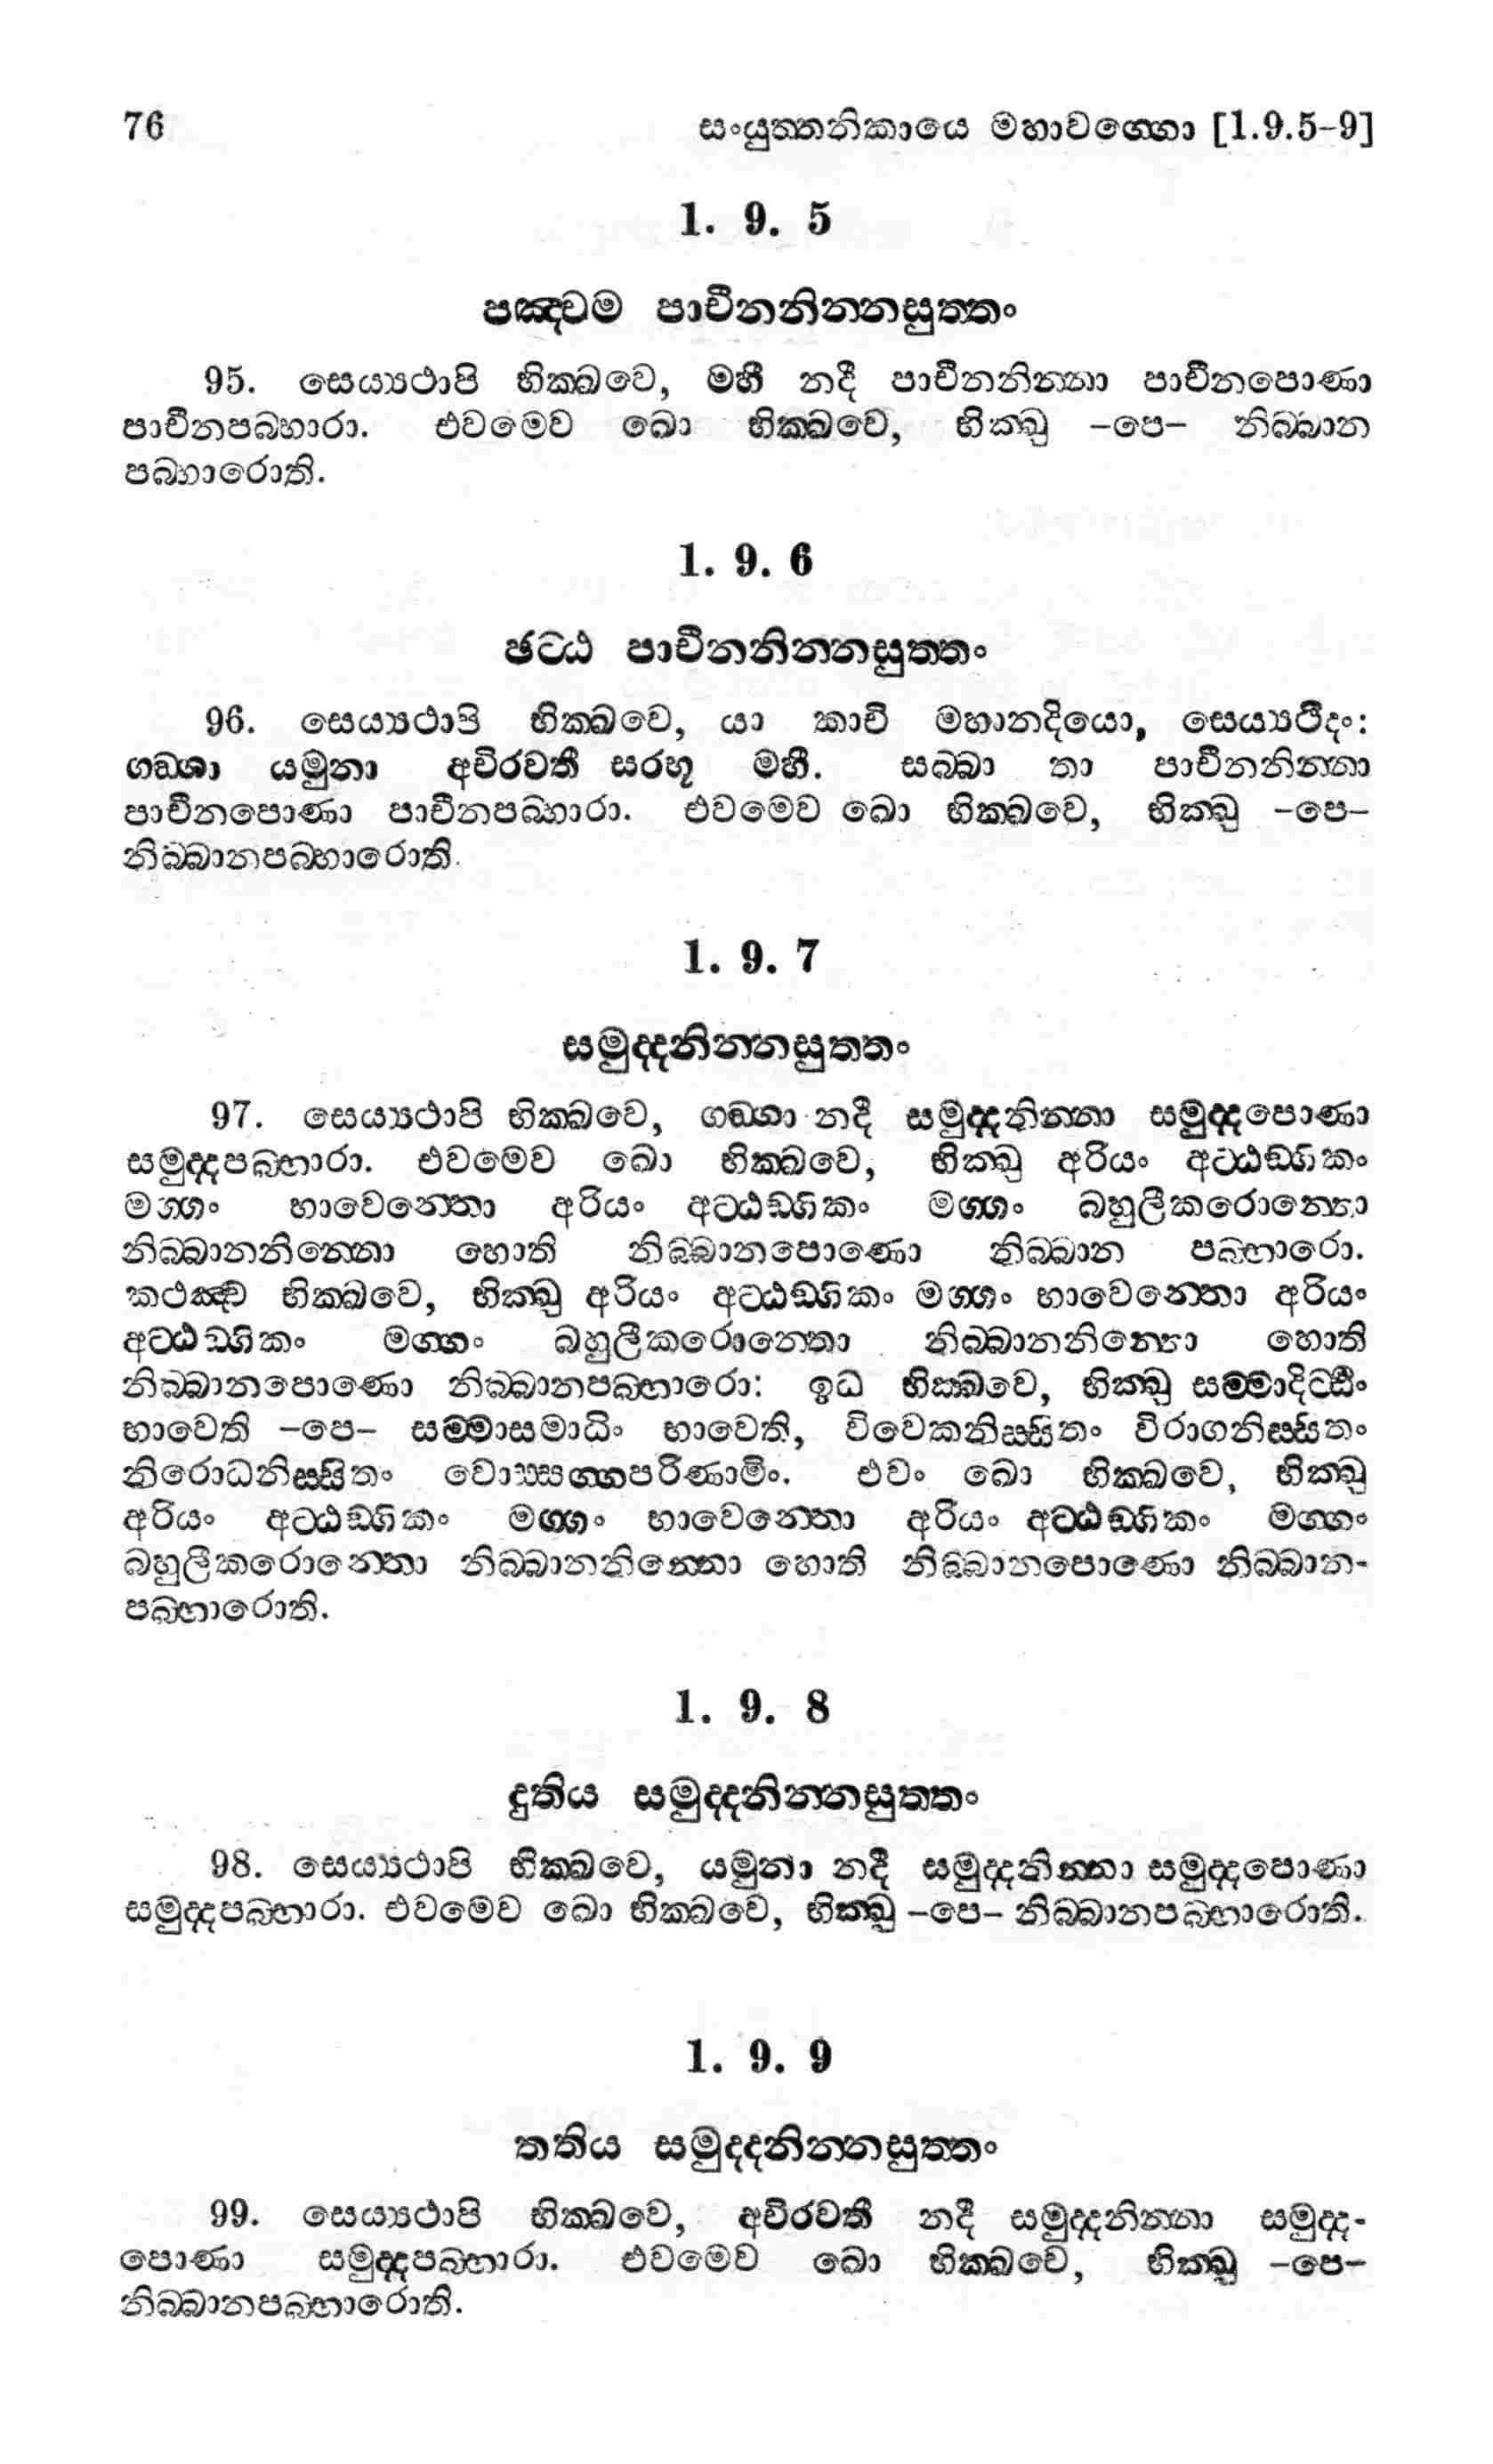 76 සංයුත්තනිකායෙ මහාවග්ගො [1.9.5-9]
1. 9. 5
පඤ්චම පාචීනනින්නසුත්තං
95. සෙය්‍යථාපි භික්ඛවෙ, මහී නදී පාචීනනින්නා පාචීනපොණා
පාචීනපබ්භාරා. එවමෙව ඛො භික්ඛවෙ, භික්ඛු -පෙ- නිබ්බාන
පබ්භාරොති.
1. 9. 6
ඡට්ඨ පාචීනනින්නසුත්තං
96. සෙය්‍යථාපි භික්ඛවෙ, යා කාචි මහානදියො, සෙය්‍යථීදං:
ගඞ්ගා යමුනා අචිරවතී සරභූ මහී. සබ්බා තා පාචීනනින්නා
පාචීනපොණා පාචීනපබ්භාරා. එවමෙව ඛො භික්ඛවෙ, භික්ඛු -පෙ-
නිබ්බානපබ්භාරොති.
1. 9. 7
සමුද්දනින්නසුත්තං
97. සෙය්‍යථාපි භික්ඛවෙ, ගඞ්ගා නදී සමුද්දනින්නා සමුද්දපොණා
සමුද්දපබ්භාරා. එවමෙව ඛො භික්ඛවෙ, භික්ඛු අරියං අට්ඨඞ්ගිකං
මග්ගං භාවෙන්තො අරියං අට්ඨඞ්ගිකං මග්ගං බහුලීකරොන්තො
නිබ්බානනින්නො හොති නිබ්බානපොණො නිබ්බාන පබ්භාරො.
කථඤ්ච භික්ඛවෙ, භික්ඛු අරියං අට්ඨඞ්ගිකං මග්ගං භාවෙන්තො අරියං
අට්ඨඞ්ගිකං මග්ගං බහුලීකරොන්තො නිබ්බානනින්නො හොති
නිබ්බානපොණො නිබ්බානපබ්භාරො: ඉධ භික්ඛවෙ, භික්ඛු සම්මාදිට්ඨිං
භාවෙති -පෙ- සම්මාසමාධිං භාවෙති, විවෙකනිස්සිතං විරාගනිස්සිතං
නිරොධනිස්සිතං වොස්සග්ගපරිණාමිං. එවං ඛො භික්ඛවෙ, භික්ඛු
අරියං අට්ඨඞ්ගිකං මග්ගං භාවෙන්තො අරියං අට්ඨඞ්ගිකං මග්ගං
බහුලීකරොන්තො නිබ්බානනින්නො හොති නිබ්බානපොණො නිබ්බාන-
පබ්භාරොති.
1. 9. 8
දුතිය සමුද්දනින්නසුත්තං
98. සෙය්‍යථාපි භික්ඛවෙ, යමුනා නදී සමුද්දනින්නා සමුද්දපොණා
සමුද්දපබ්භාරා. එවමෙව ඛො භික්ඛවෙ, භික්ඛු -පෙ- නිබ්බානපබ්භාරොති.
1. 9. 9
තතිය සමුද්දනින්නසුත්තං
99. සෙය්‍යථාපි භික්ඛවෙ, අචිරවතී නදී සමුද්දනින්නා සමුද්ද-
පොණා සමුද්දපබ්භාරා. එවමෙව ඛො භික්ඛවෙ, භික්ඛු -පෙ-
නිබ්බානපබ්භාරොති.